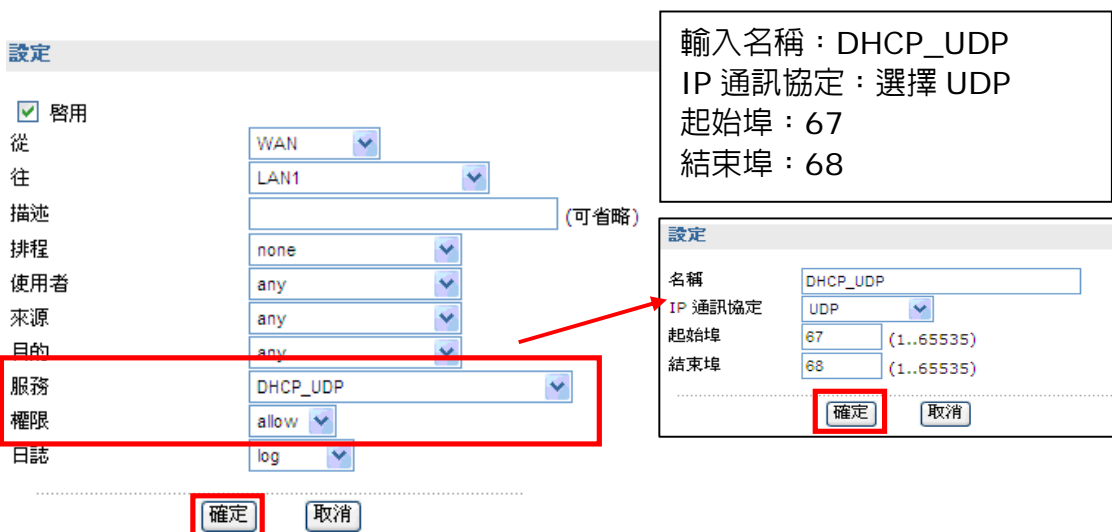 設定
啓用
從 WAN
往 LAN1
描述 (可省略)
排程 none
使用者 any
來源 any
目的 any
服務 DHCP_UDP
權限 allow
日誌 log
確定 取消
輸入名稱：DHCP_UDP
IP 通訊協定：選擇 UDP
起始埠：67
結束埠：68
設定
名稱 DHCP_UDP
IP 通訊協定 UDP
起始埠 67 (1..65535)
結束埠 68 (1..65535)
確定 取消